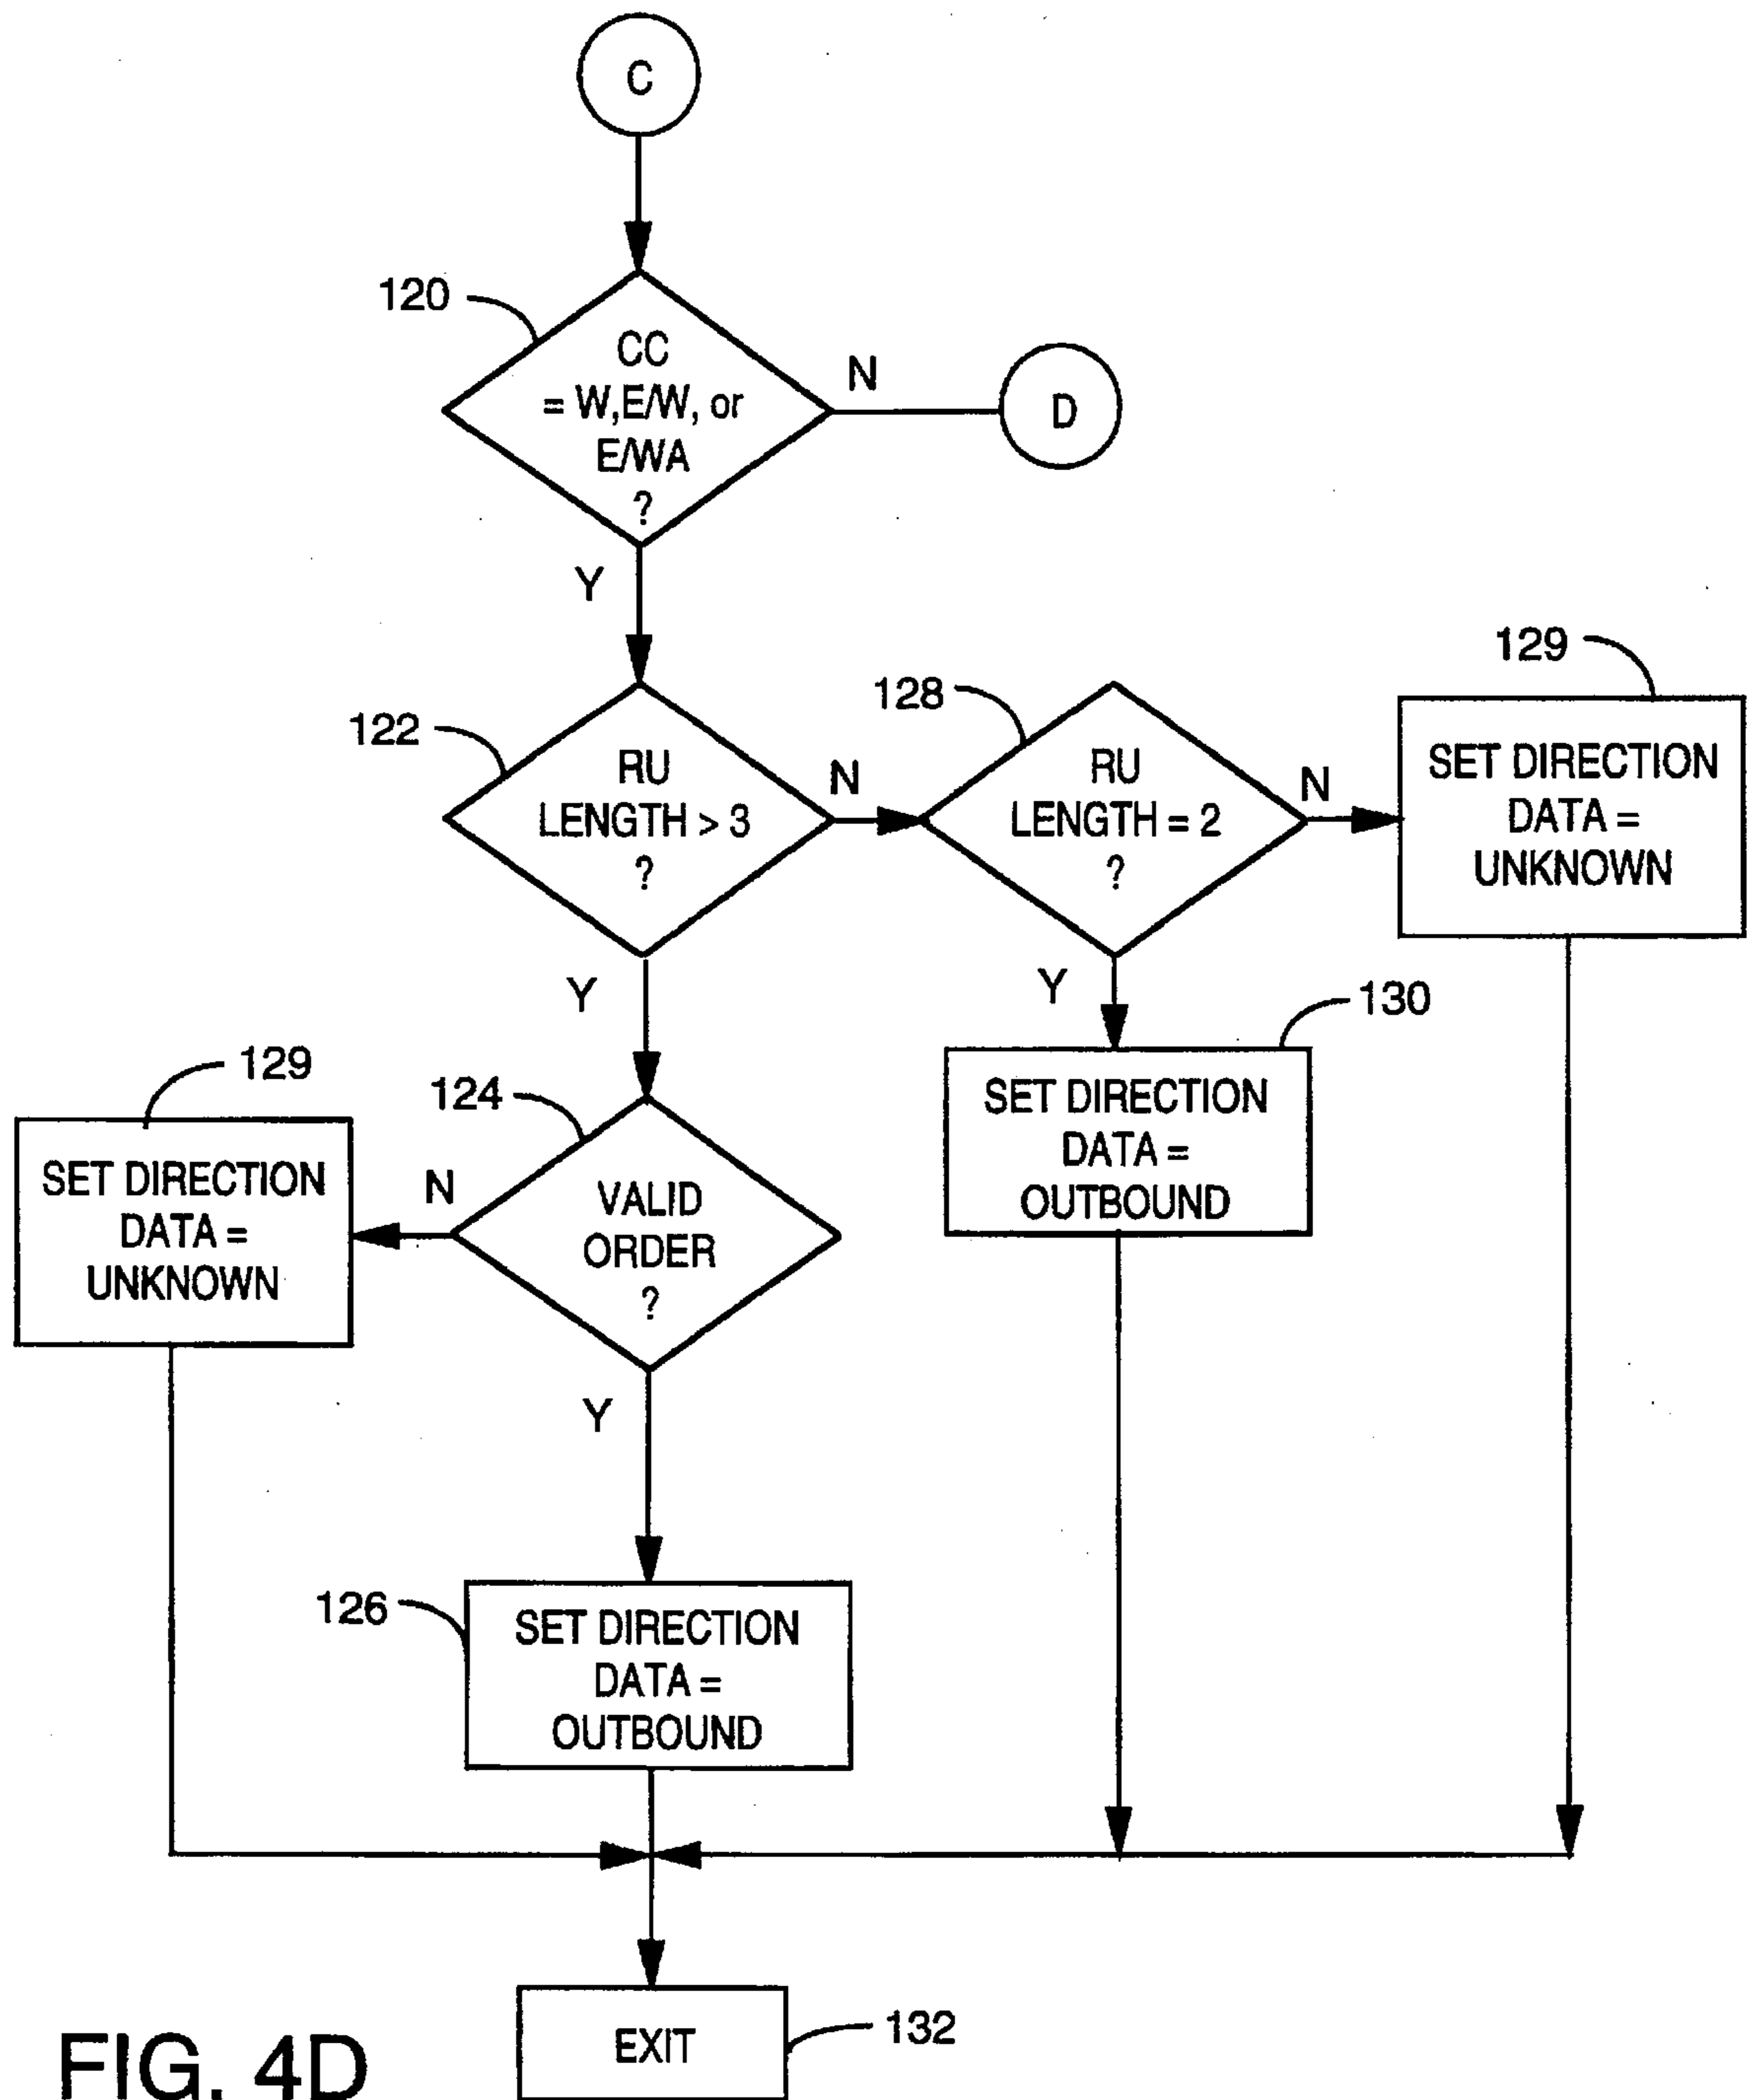 C
120
CC
= W,E/W, or
E/WA
?
N
D
Y
122
RU
LENGTH > 3
?
N
128
RU
LENGTH = 2
?
N
129
SET DIRECTION
DATA =
UNKNOWN
Y
Y
130
SET DIRECTION
DATA =
OUTBOUND
129
SET DIRECTION
DATA =
UNKNOWN
N
124
VALID
ORDER
?
Y
126
SET DIRECTION
DATA =
OUTBOUND
EXIT
132
FIG. 4D